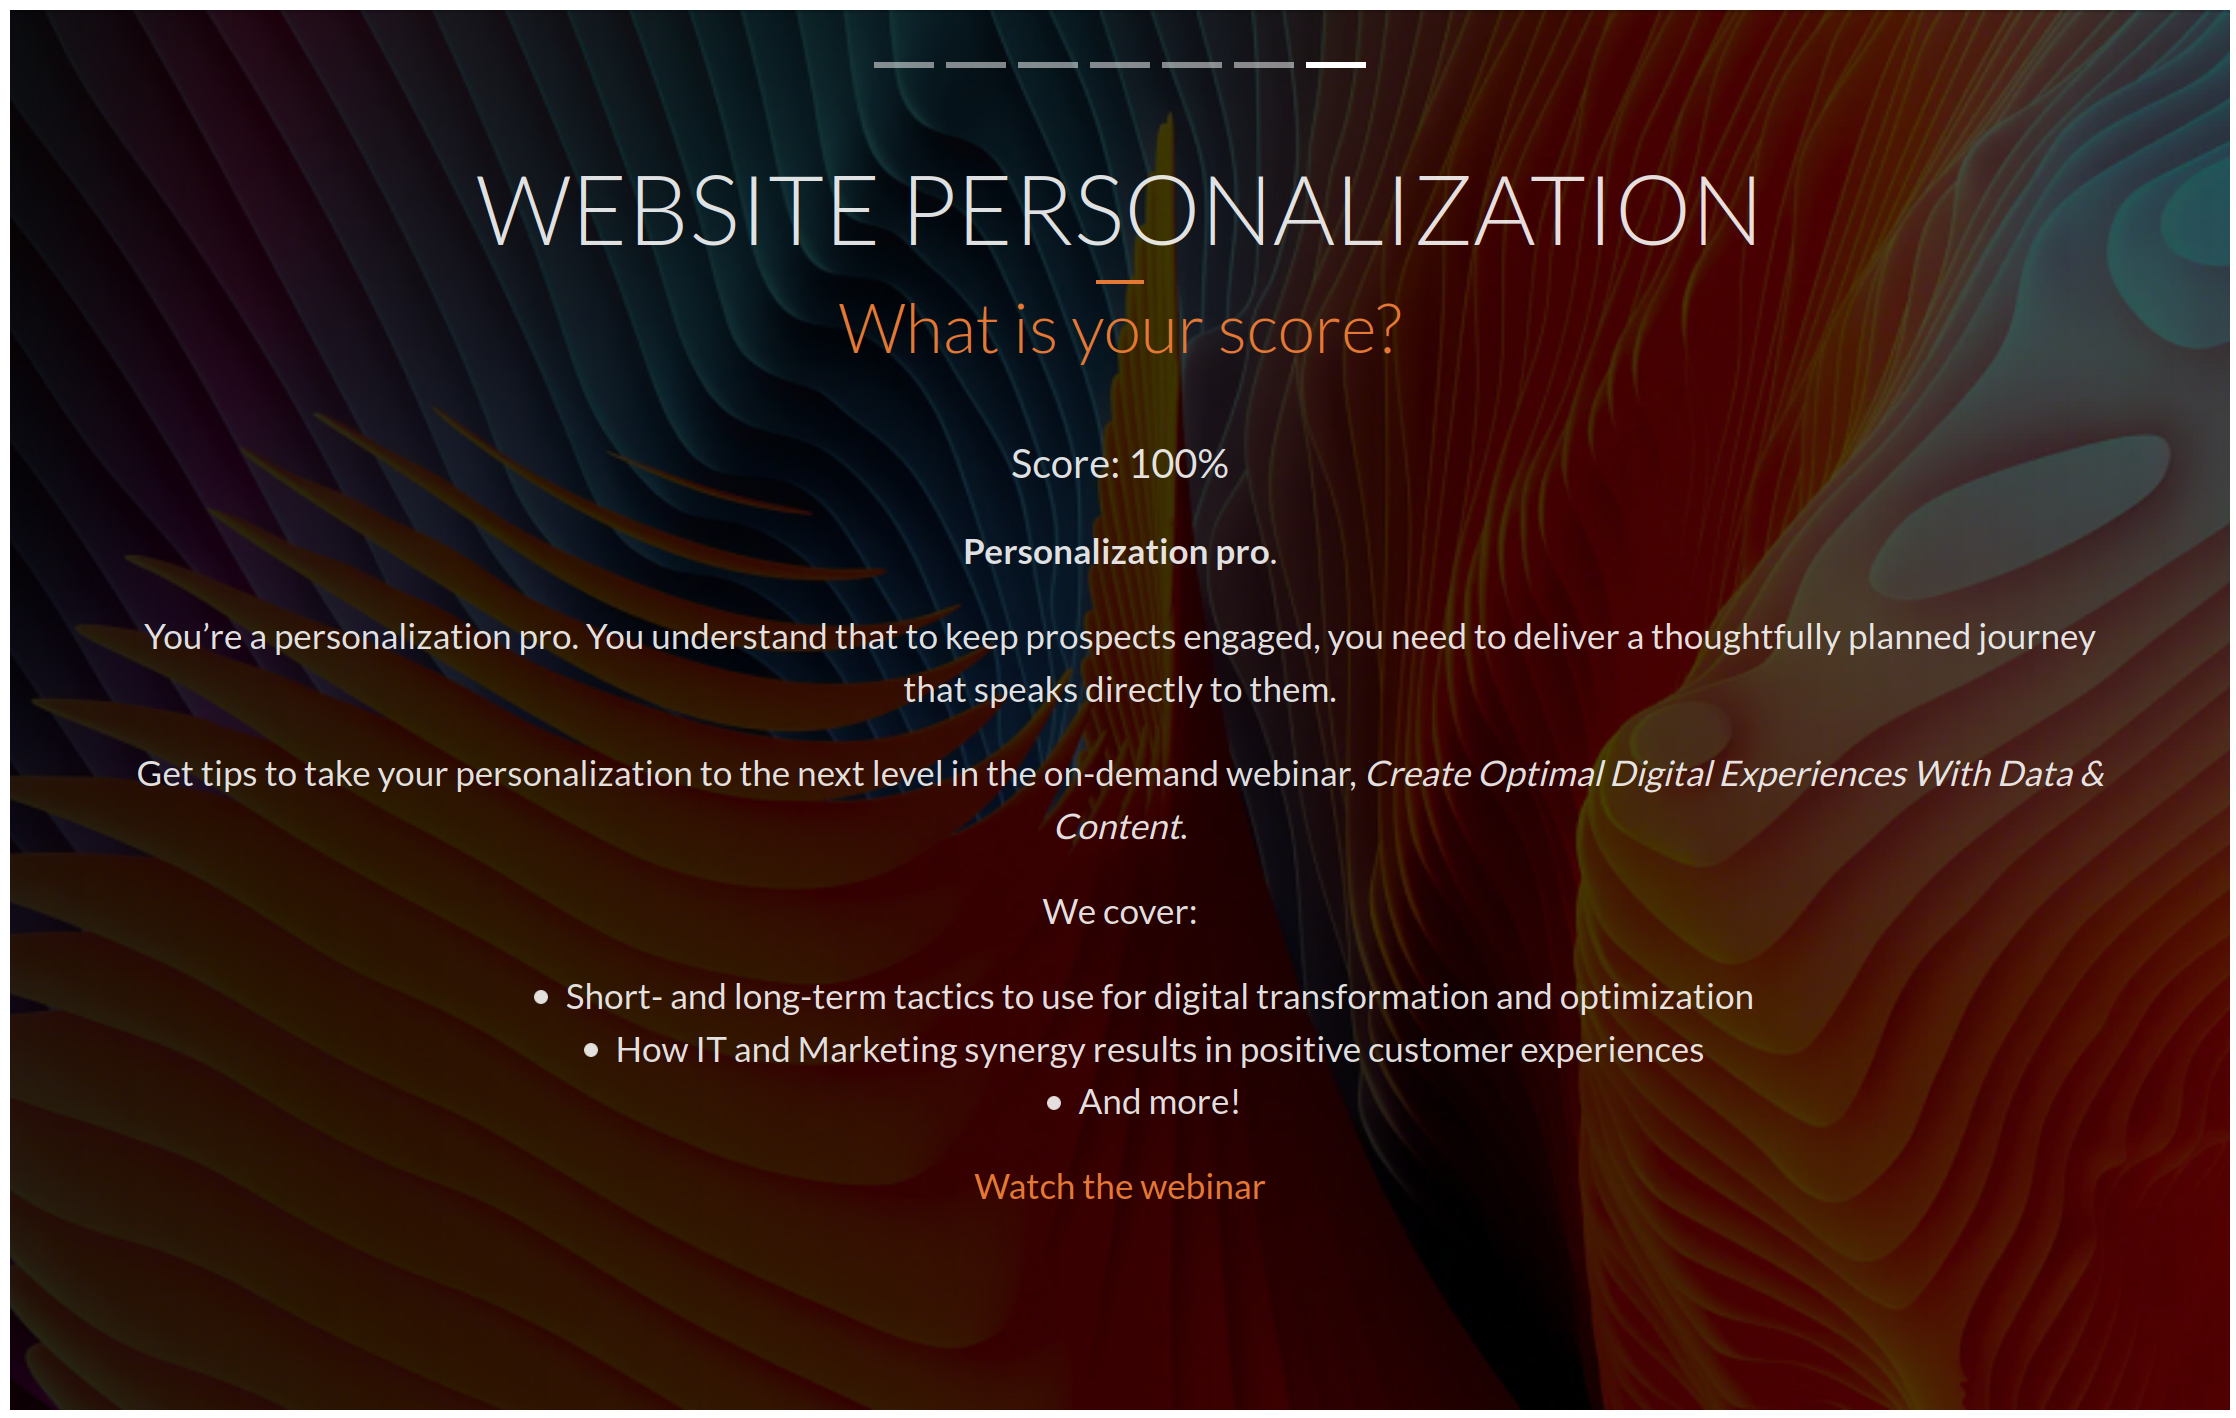 WEBSITE PERSONALIZATION
What is your score?
Score: 100%
Personalization pro.
You’re a personalization pro. You understand that to keep prospects engaged, you need to deliver a thoughtfully planned journey
that speaks directly to them.
Get tips to take your personalization to the next level in the on-demand webinar, Create Optimal Digital Experiences With Data &
Content.
We cover:
• Short- and long-term tactics to use for digital transformation and optimization
• How IT and Marketing synergy results in positive customer experiences
• And more!
Watch the webinar